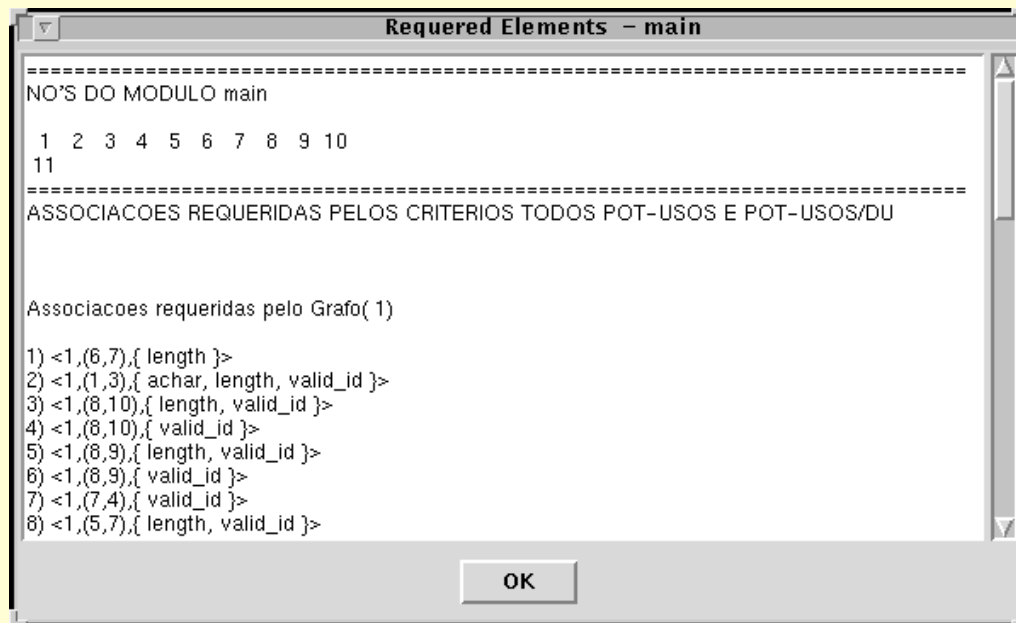 Requered Elements – main
==============================================================================
NO'S DO MODULO main
1 2 3 4 5 6 7 8 9 10
11
==============================================================================
ASSOCIACOES REQUERIDAS PELOS CRITERIOS TODOS POT-USOS E POT-USOS/DU
Associacoes requeridas pelo Grafo( 1)
1) <1,(6,7),{ length }>
2) <1,(1,3),{ achar, length, valid_id }>
3) <1,(8,10),{ length, valid_id }>
4) <1,(8,10),{ valid_id }>
5) <1,(8,9),{ length, valid_id }>
6) <1,(8,9),{ valid_id }>
7) <1,(7,4),{ valid_id }>
8) <1,(5,7),{ length, valid_id }>
OK